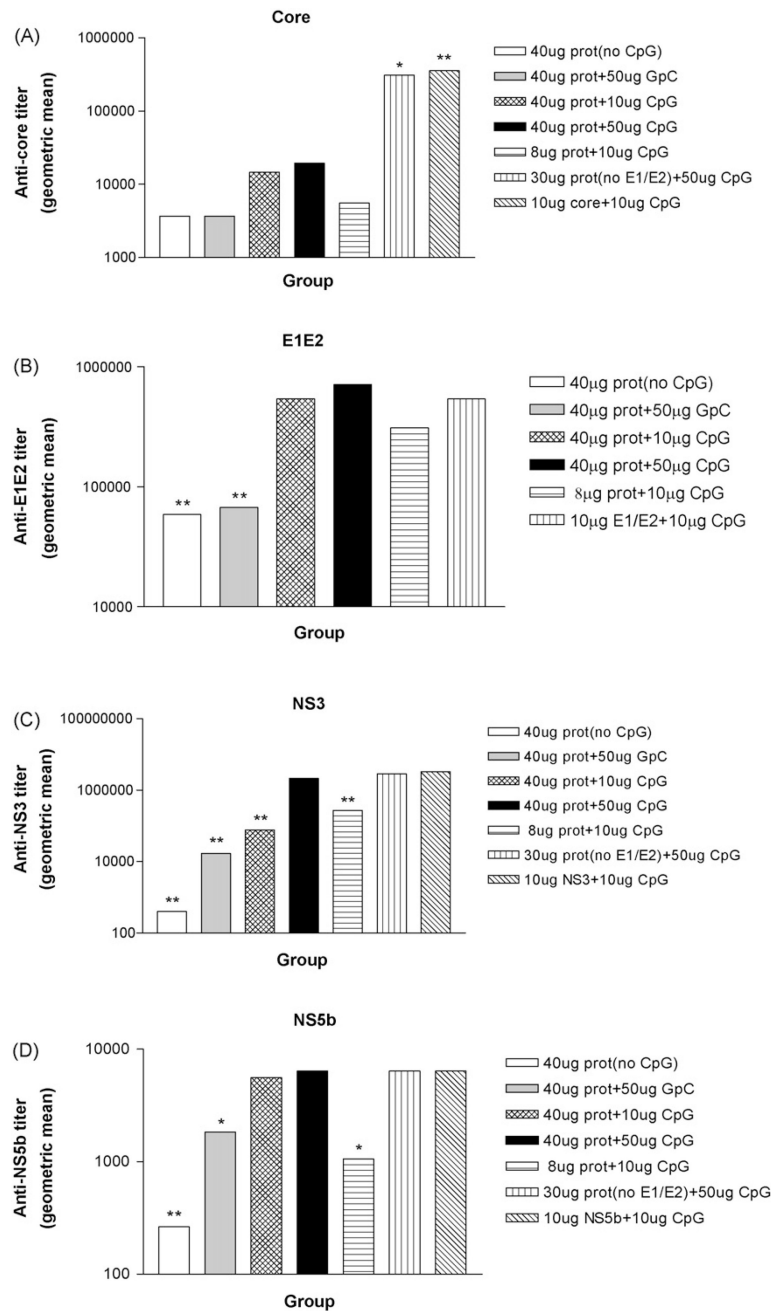 (A)
Core
1000000
100000
10000
1000
Anti-core titer
(geometric mean)
* **
Group
40ug prot(no CpG)
40ug prot+50ug GpC
40ug prot+10ug CpG
40ug prot+50ug CpG
8ug prot+10ug CpG
30ug prot(no E1/E2)+50ug CpG
10ug core+10ug CpG
(B)
E1E2
1000000
100000
10000
Anti-E1E2 titer
(geometric mean)
** **
Group
40µg prot(no CpG)
40µg prot+50µg GpC
40µg prot+10µg CpG
40µg prot+50µg CpG
8µg prot+10µg CpG
10µg E1/E2+10µg CpG
(C)
NS3
100000000
1000000
10000
100
Anti-NS3 titer
(geometric mean)
** ** ** **
Group
40ug prot(no CpG)
40ug prot+50ug GpC
40ug prot+10ug CpG
40ug prot+50ug CpG
8ug prot+10ug CpG
30ug prot(no E1/E2)+50ug CpG
10ug NS3+10ug CpG
(D)
NS5b
10000
1000
100
Anti-NS5b titer
(geometric mean)
** * *
Group
40ug prot(no CpG)
40ug prot+50ug GpC
40ug prot+10ug CpG
40ug prot+50ug CpG
8ug prot+10ug CpG
30ug prot(no E1/E2)+50ug CpG
10ug NS5b+10ug CpG